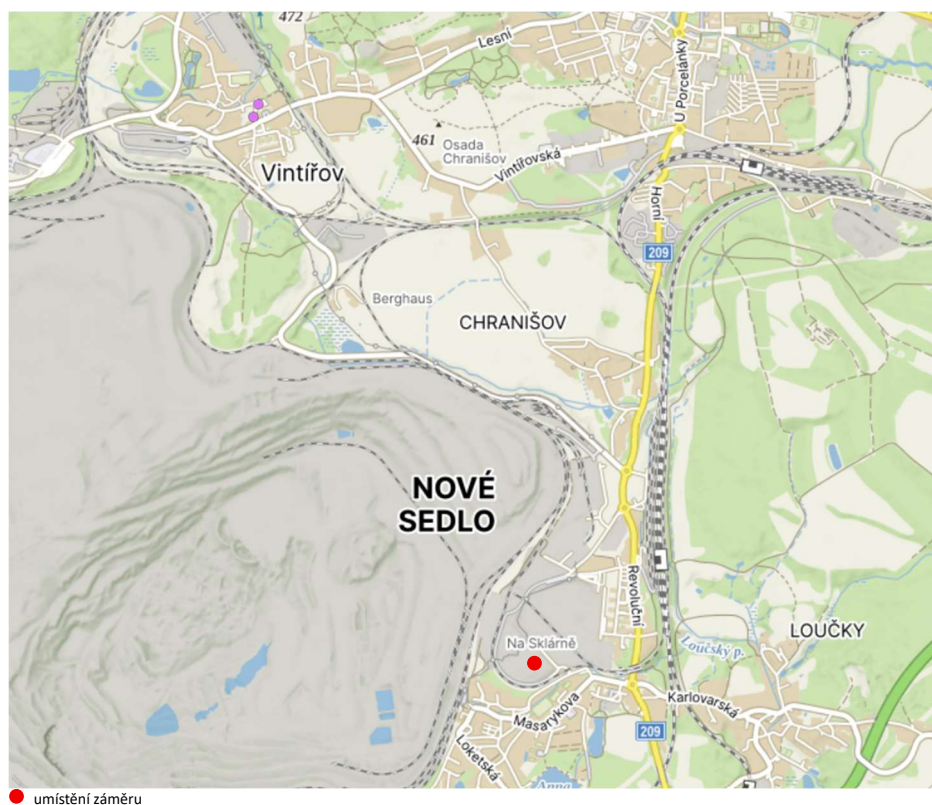 472
Lesní
U Porcelánky
461
Osada
Chranišov
Vintířovská
Vintířov
Horní
209
Berghaus
CHRANIŠOV
NOVÉ
SEDLO
Revoluční
LOUČKY
Na Sklárně
Loučský p.
Karlovarská
Masarykova
209
Loketská
Anna
umístění záměru